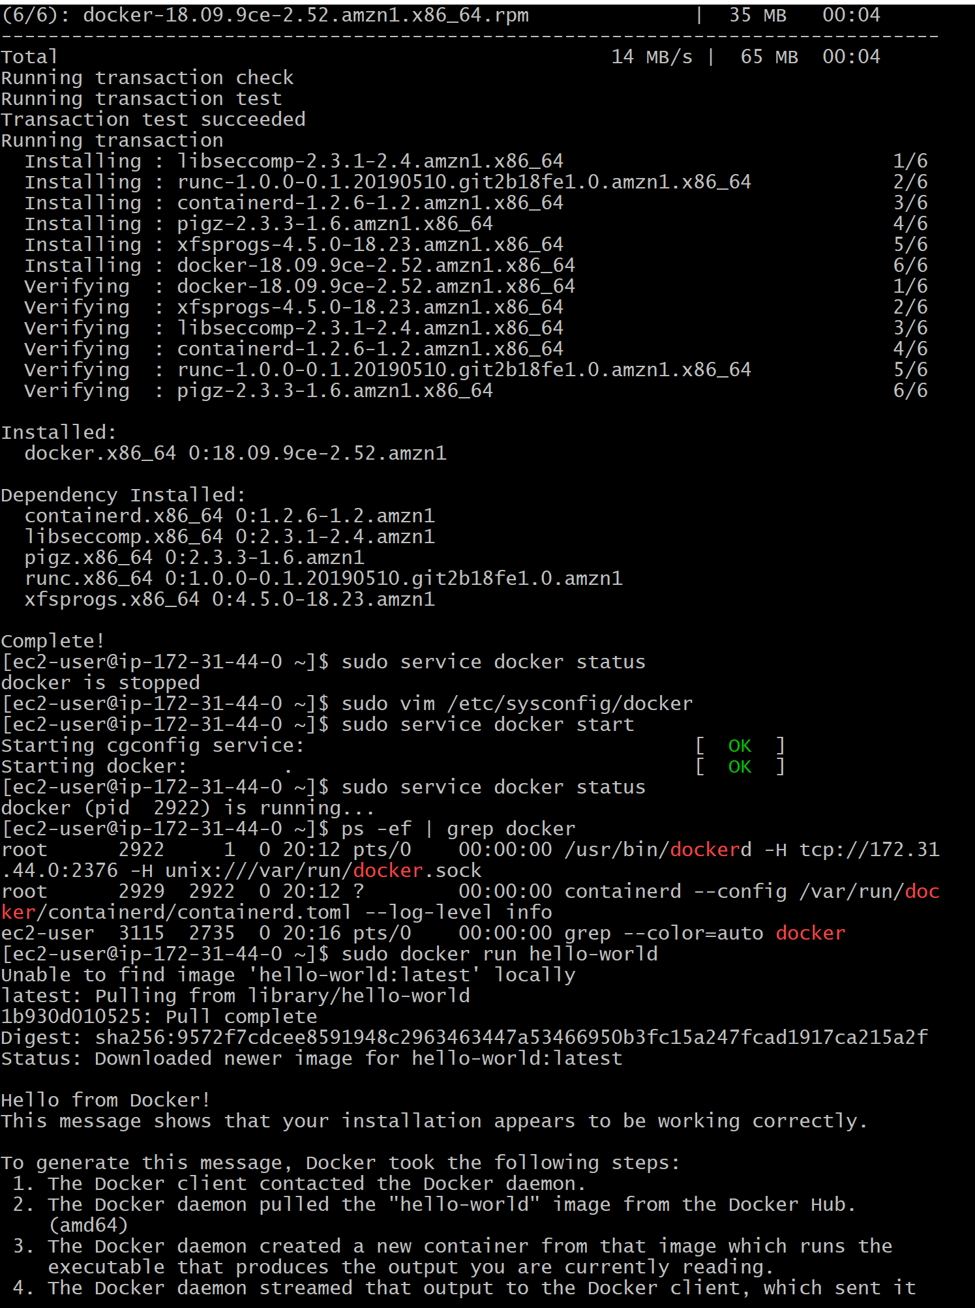 (6/6): docker-18.09.9ce-2.52.amzn1.x86_64.rpm              |  35 MB   00:04
--------------------------------------------------------------------------------
Total                                               14 MB/s |  65 MB  00:04
Running transaction check
Running transaction test
Transaction test succeeded
Running transaction
  Installing : libseccomp-2.3.1-2.4.amzn1.x86_64                            1/6
  Installing : runc-1.0.0-0.1.20190510.git2b18fe1.0.amzn1.x86_64            2/6
  Installing : containerd-1.2.6-1.2.amzn1.x86_64                            3/6
  Installing : pigz-2.3.3-1.6.amzn1.x86_64                                  4/6
  Installing : xfsprogs-4.5.0-18.23.amzn1.x86_64                            5/6
  Installing : docker-18.09.9ce-2.52.amzn1.x86_64                           6/6
  Verifying  : docker-18.09.9ce-2.52.amzn1.x86_64                           1/6
  Verifying  : xfsprogs-4.5.0-18.23.amzn1.x86_64                            2/6
  Verifying  : libseccomp-2.3.1-2.4.amzn1.x86_64                            3/6
  Verifying  : containerd-1.2.6-1.2.amzn1.x86_64                            4/6
  Verifying  : runc-1.0.0-0.1.20190510.git2b18fe1.0.amzn1.x86_64            5/6
  Verifying  : pigz-2.3.3-1.6.amzn1.x86_64                                  6/6

Installed:
  docker.x86_64 0:18.09.9ce-2.52.amzn1

Dependency Installed:
  containerd.x86_64 0:1.2.6-1.2.amzn1
  libseccomp.x86_64 0:2.3.1-2.4.amzn1
  pigz.x86_64 0:2.3.3-1.6.amzn1
  runc.x86_64 0:1.0.0-0.1.20190510.git2b18fe1.0.amzn1
  xfsprogs.x86_64 0:4.5.0-18.23.amzn1

Complete!
[ec2-user@ip-172-31-44-0 ~]$ sudo service docker status
docker is stopped
[ec2-user@ip-172-31-44-0 ~]$ sudo vim /etc/sysconfig/docker
[ec2-user@ip-172-31-44-0 ~]$ sudo service docker start
Starting cgconfig service:                                 [  OK  ]
Starting docker:        .                                  [  OK  ]
[ec2-user@ip-172-31-44-0 ~]$ sudo service docker status
docker (pid  2922) is running...
[ec2-user@ip-172-31-44-0 ~]$ ps -ef | grep docker
root      2922     1  0 20:12 pts/0    00:00:00 /usr/bin/dockerd -H tcp://172.31
.44.0:2376 -H unix:///var/run/docker.sock
root      2929  2922  0 20:12 ?        00:00:00 containerd --config /var/run/doc
ker/containerd/containerd.toml --log-level info
ec2-user  3115  2735  0 20:16 pts/0    00:00:00 grep --color=auto docker
[ec2-user@ip-172-31-44-0 ~]$ sudo docker run hello-world
Unable to find image 'hello-world:latest' locally
latest: Pulling from library/hello-world
1b930d010525: Pull complete
Digest: sha256:9572f7cdcee8591948c2963463447a53466950b3fc15a247fcad1917ca215a2f
Status: Downloaded newer image for hello-world:latest

Hello from Docker!
This message shows that your installation appears to be working correctly.

To generate this message, Docker took the following steps:
 1. The Docker client contacted the Docker daemon.
 2. The Docker daemon pulled the "hello-world" image from the Docker Hub.
    (amd64)
 3. The Docker daemon created a new container from that image which runs the
    executable that produces the output you are currently reading.
 4. The Docker daemon streamed that output to the Docker client, which sent it